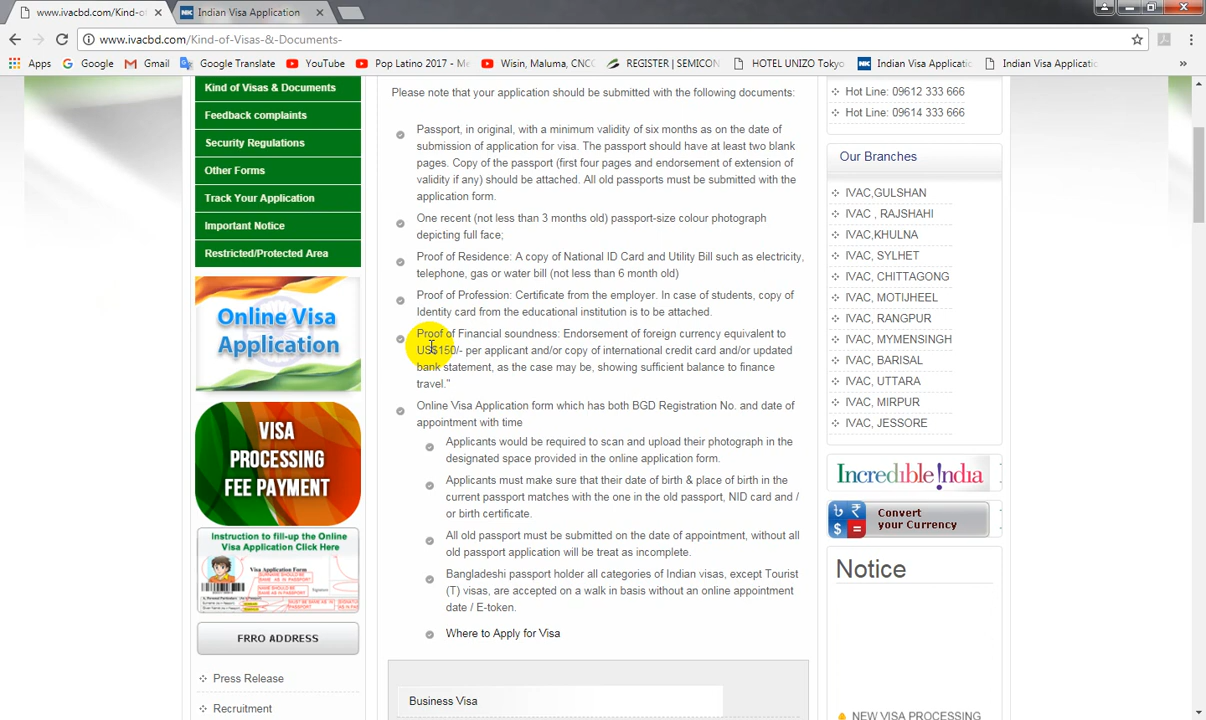 www.ivacbd.com/Kind-o
Indian Visa Application
www.ivacbd.com/Kind-of-Visas-&-Documents-
Apps
Google
Gmail
Google Translate
YouTube
Pop Latino 2017 - Me
Wisin, Maluma, CNCO
REGISTER | SEMICON
HOTEL UNIZO Tokyo
Indian Visa Applicatio
Indian Visa Applicatio
»
Kind of Visas & Documents
Feedback complaints
Security Regulations
Other Forms
Track Your Application
Important Notice
Restricted/Protected Area
Online Visa
Application
VISA
PROCESSING
FEE PAYMENT
Instruction to fill-up the Online
Visa Application Click Here
FRRO ADDRESS
Press Release
Recruitment
Please note that your application should be submitted with the following documents:
Passport, in original, with a minimum validity of six months as on the date of
submission of application for visa. The passport should have at least two blank
pages. Copy of the passport (first four pages and endorsement of extension of
validity if any) should be attached. All old passports must be submitted with the
application form.
One recent (not less than 3 months old) passport-size colour photograph
depicting full face;
Proof of Residence: A copy of National ID Card and Utility Bill such as electricity,
telephone, gas or water bill (not less than 6 month old)
Proof of Profession: Certificate from the employer. In case of students, copy of
Identity card from the educational institution is to be attached.
Proof of Financial soundness: Endorsement of foreign currency equivalent to
US$150/- per applicant and/or copy of international credit card and/or updated
bank statement, as the case may be, showing sufficient balance to finance
travel."
Online Visa Application form which has both BGD Registration No. and date of
appointment with time
Applicants would be required to scan and upload their photograph in the
designated space provided in the online application form.
Applicants must make sure that their date of birth & place of birth in the
current passport matches with the one in the old passport, NID card and /
or birth certificate.
All old passport must be submitted on the date of appointment, without all
old passport application will be treat as incomplete.
Bangladeshi passport holder all categories of Indian visas, except Tourist
(T) visas, are accepted on a walk in basis without an online appointment
date / E-token.
Where to Apply for Visa
Business Visa
Hot Line: 09612 333 666
Hot Line: 09614 333 666
Our Branches
IVAC,GULSHAN
IVAC , RAJSHAHI
IVAC,KHULNA
IVAC, SYLHET
IVAC, CHITTAGONG
IVAC, MOTIJHEEL
IVAC, RANGPUR
IVAC, MYMENSINGH
IVAC, BARISAL
IVAC, UTTARA
IVAC, MIRPUR
IVAC, JESSORE
Incredible !ndia
Convert
your Currency
Notice
NEW VISA PROCESSING